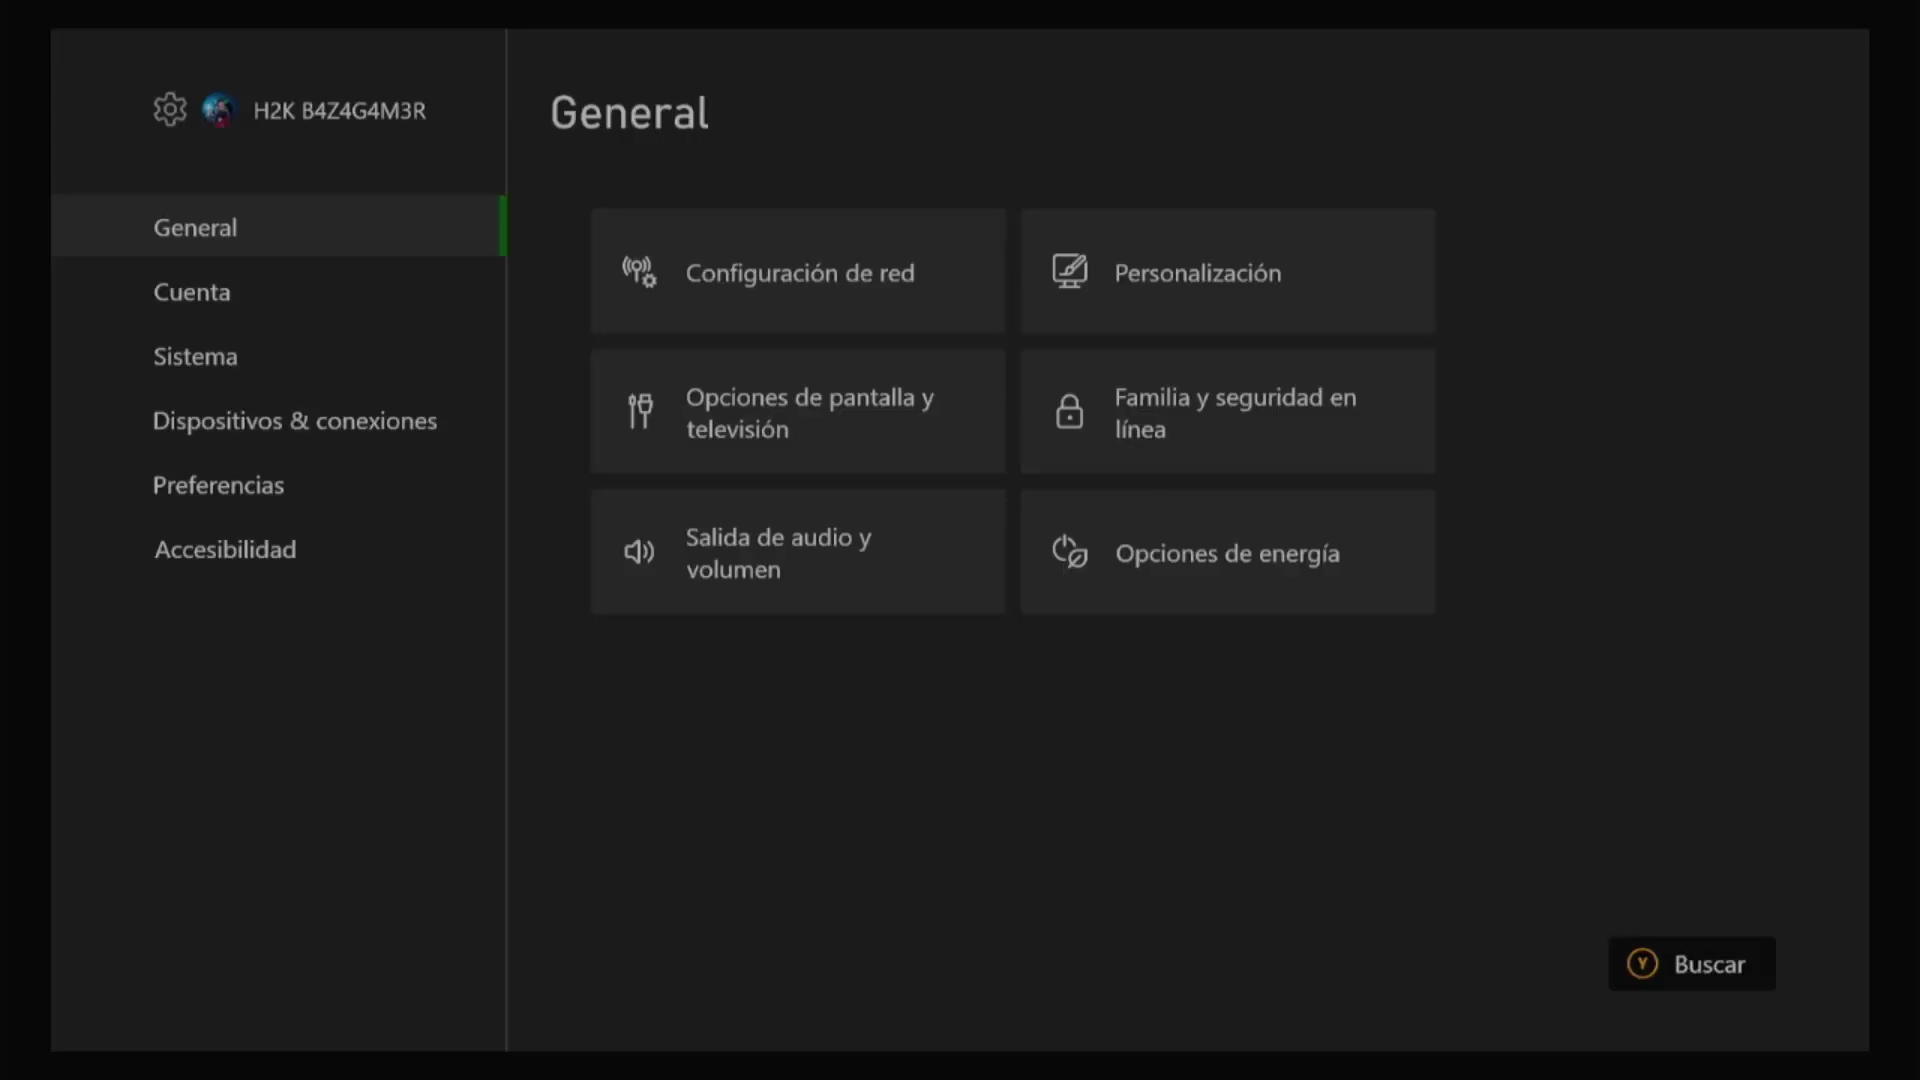 H2K B4Z4G4M3R
General
Cuenta
Sistema
Dispositivos & conexiones
Preferencias
Accesibilidad
General
Configuración de red
Personalización
Opciones de pantalla y
televisión
Familia y seguridad en
línea
Salida de audio y
volumen
Opciones de energía
Y Buscar